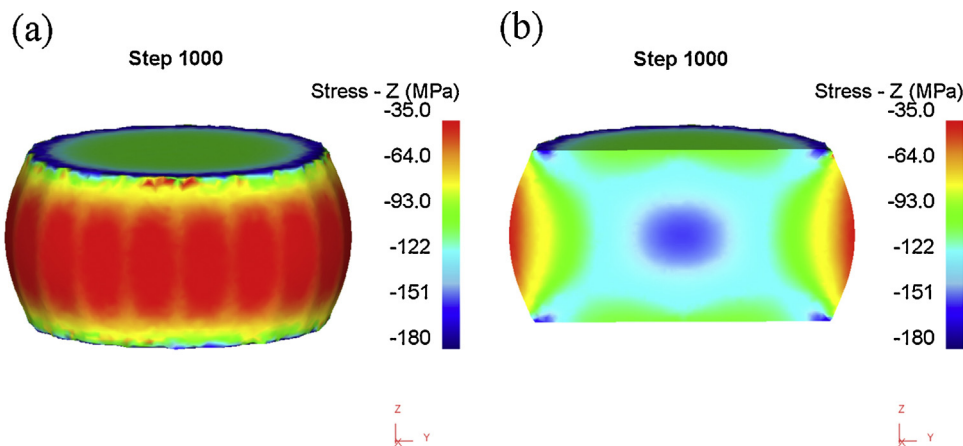 (a)
Step 1000
Stress - Z (MPa)
-35.0
-64.0
-93.0
-122
-151
-180
Z
X
Y
(b)
Step 1000
Stress - Z (MPa)
-35.0
-64.0
-93.0
-122
-151
-180
Z
X
Y